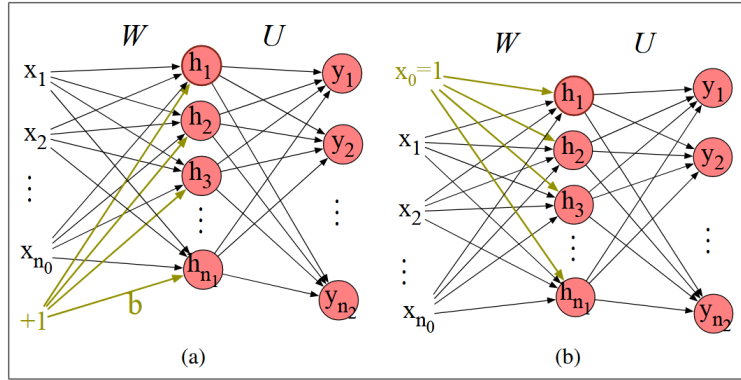 W U
x₁ h₁ y₁
x₂ h₂ y₂
h₃
⋮ ⋮ ⋮
xₙ₀ hₙ₁ yₙ₂
+1 b
(a)
W U
x₀=1
h₁ y₁
x₁ h₂ y₂
x₂ h₃
⋮ ⋮ ⋮
xₙ₀ hₙ₁ yₙ₂
(b)